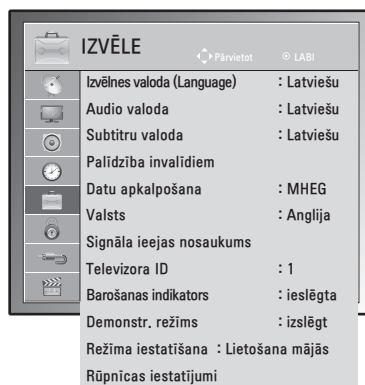 IZVĒLE
Pārvietot
LABI
Izvēlnes valoda (Language) : Latviešu
Audio valoda : Latviešu
Subtitru valoda : Latviešu
Palīdzība invalīdiem
Datu apkalpošana : MHEG
Valsts : Anglija
Signāla ieejas nosaukums
Televizora ID : 1
Barošanas indikators : ieslēgta
Demonstr. režīms : izslēgt
Režīma iestatīšana : Lietošana mājās
Rūpnīcas iestatījumi